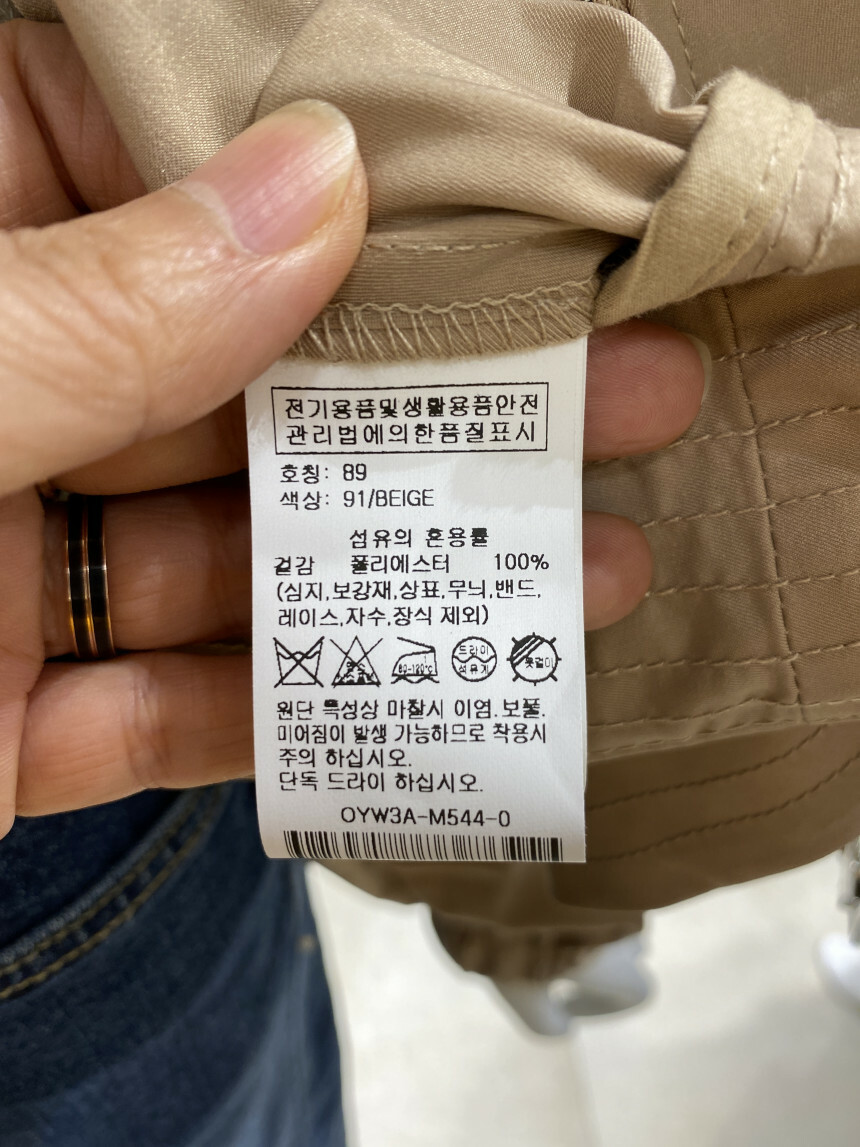 전기용품및생활용품안전
관리법에의한품질표시
호칭: 89
색상: 91/BEIGE
섬유의 혼용률
겉감 폴리에스터 100%
(심지,보강재,상표,무늬,밴드,
레이스,자수,장식 제외)
80-120℃
드라이
석유계
옷걸이
원단 특성상 마찰시 이염.보풀.
미어짐이 발생 가능하므로 착용시
주의 하십시오.
단독 드라이 하십시오.
OYW3A-M544-0